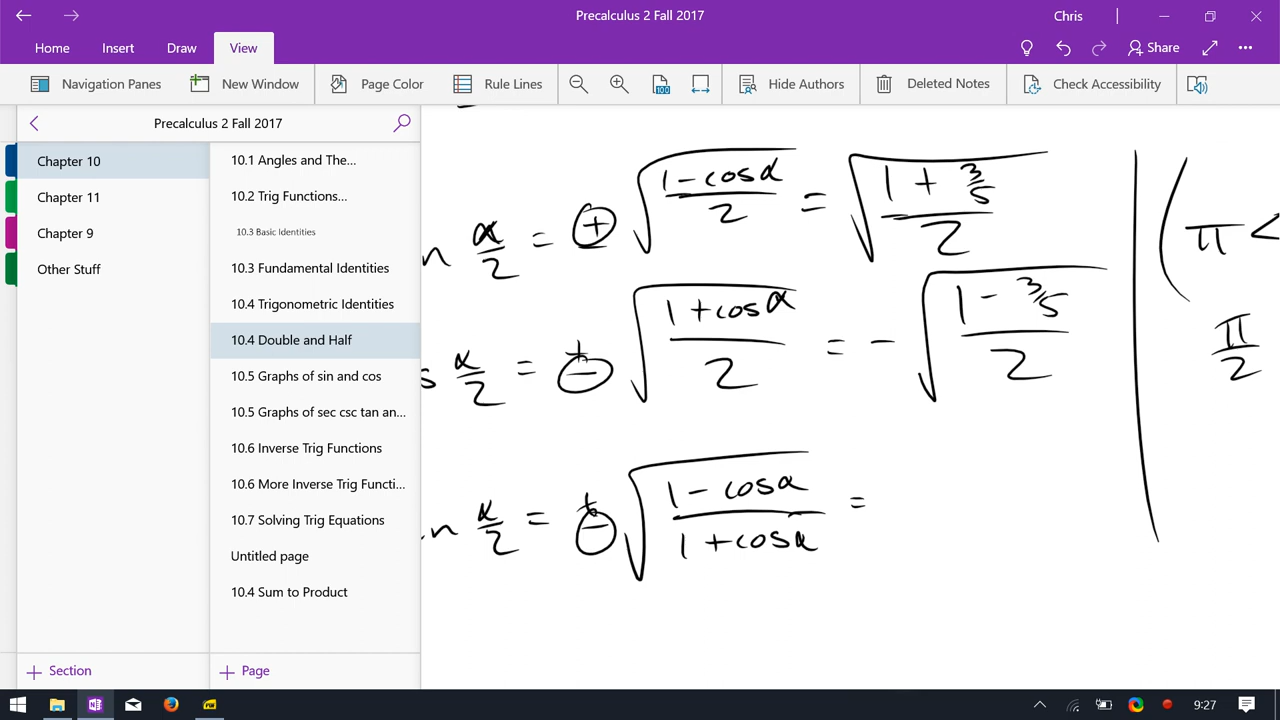 Precalculus 2 Fall 2017
Chris
Home Insert Draw View
Share
Navigation Panes New Window Page Color Rule Lines 100 Hide Authors Deleted Notes Check Accessibility
Precalculus 2 Fall 2017
Chapter 10
Chapter 11
Chapter 9
Other Stuff
+ Section
10.1 Angles and The...
10.2 Trig Functions...
10.3 Basic Identities
10.3 Fundamental Identities
10.4 Trigonometric Identities
10.4 Double and Half
10.5 Graphs of sin and cos
10.5 Graphs of sec csc tan an...
10.6 Inverse Trig Functions
10.6 More Inverse Trig Functi...
10.7 Solving Trig Equations
Untitled page
10.4 Sum to Product
+ Page
n α/2 = + √((1 - cosα)/2) = √((1 + 3/5)/2)
s α/2 = ± √((1 + cosα)/2) = - √((1 - 3/5)/2)
n α/2 = ± √((1 - cosα)/(1 + cosα)) =
( π <
π/2
9:27